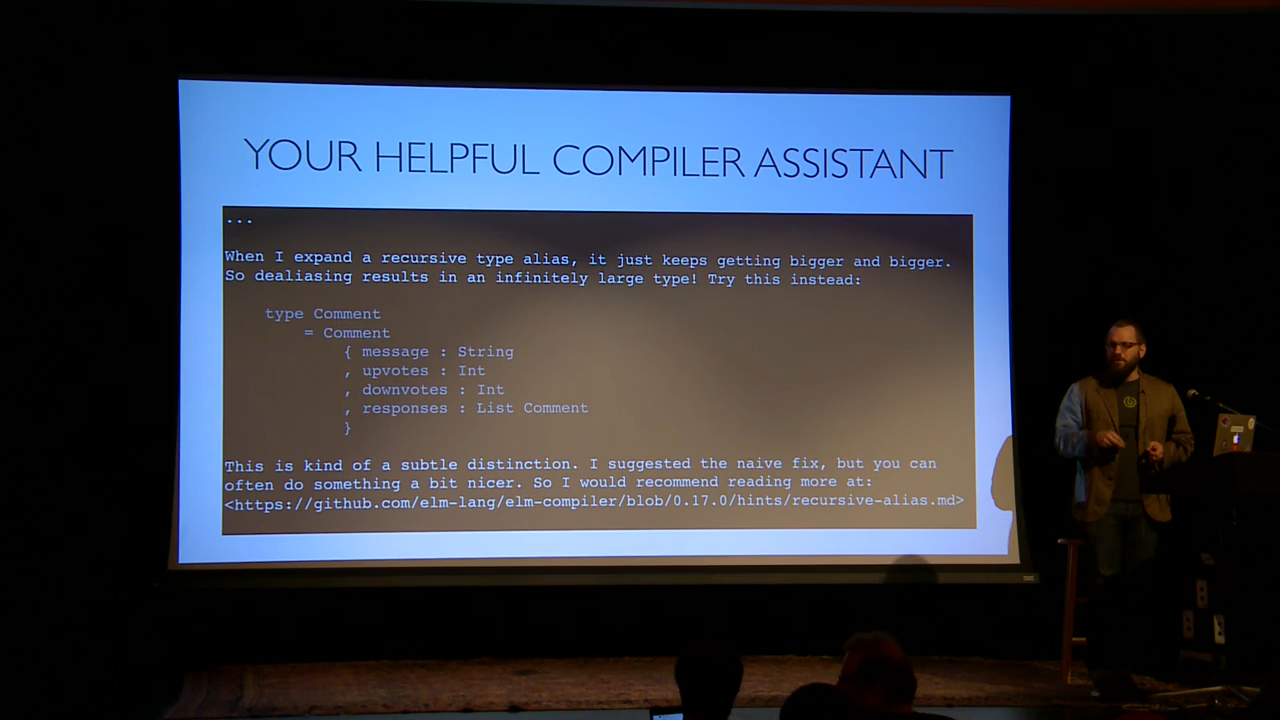 YOUR HELPFUL COMPILER ASSISTANT
...
When I expand a recursive type alias, it just keeps getting bigger and bigger.
So dealiasing results in an infinitely large type! Try this instead:
type Comment
= Comment
{ message : String
, upvotes : Int
, downvotes : Int
, responses : List Comment
}
This is kind of a subtle distinction. I suggested the naive fix, but you can
often do something a bit nicer. So I would recommend reading more at:
<https://github.com/elm-lang/elm-compiler/blob/0.17.0/hints/recursive-alias.md>